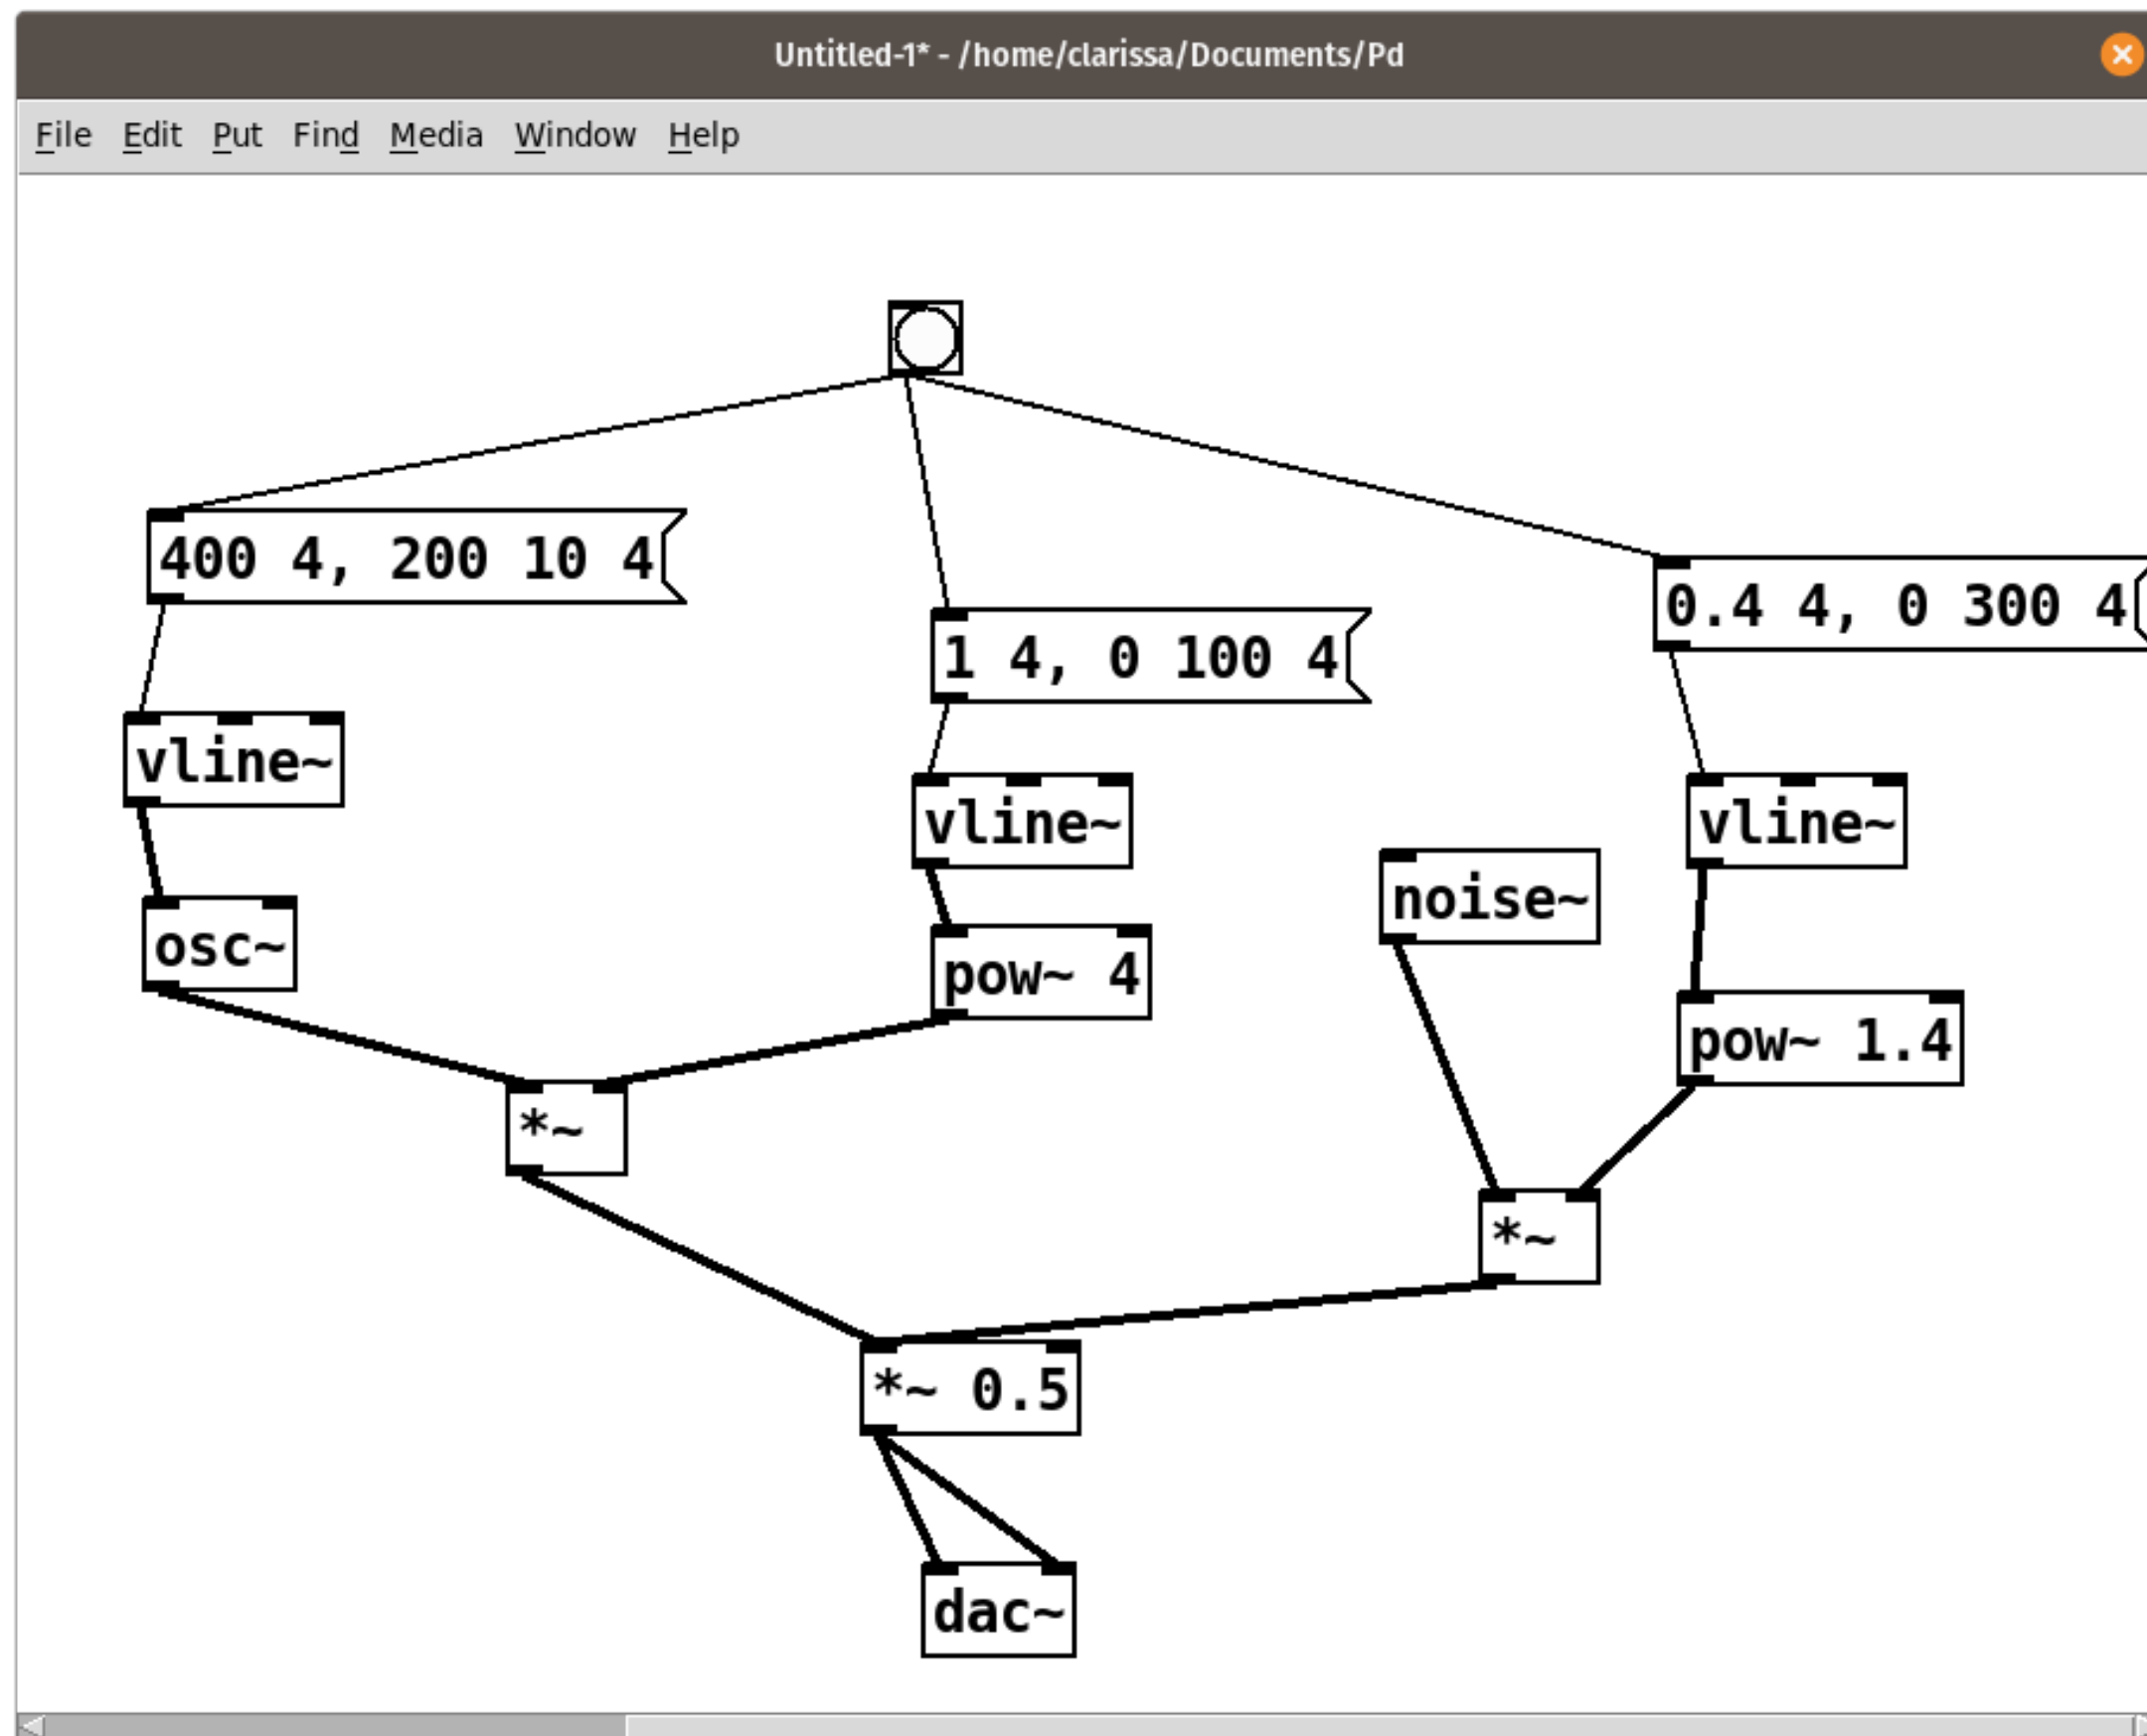 Untitled-1* - /home/clarissa/Documents/Pd
File Edit Put Find Media Window Help
400 4, 200 10 4
1 4, 0 100 4
0.4 4, 0 300 4
vline~
vline~
vline~
noise~
osc~
pow~ 4
pow~ 1.4
*~
*~
*~ 0.5
dac~